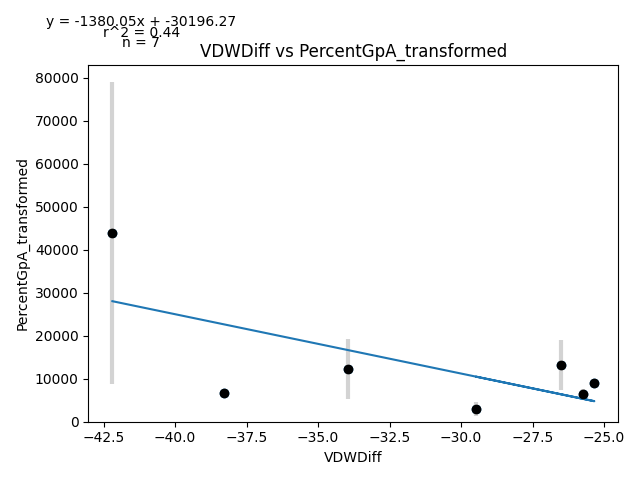 y = -1380.05x + -30196.27
r^2 = 0.44
n = 7
VDWDiff vs PercentGpA_transformed
80000
70000
60000
50000
40000
30000
20000
10000
0
PercentGpA_transformed
−42.5 −40.0 −37.5 −35.0 −32.5 −30.0 −27.5 −25.0
VDWDiff